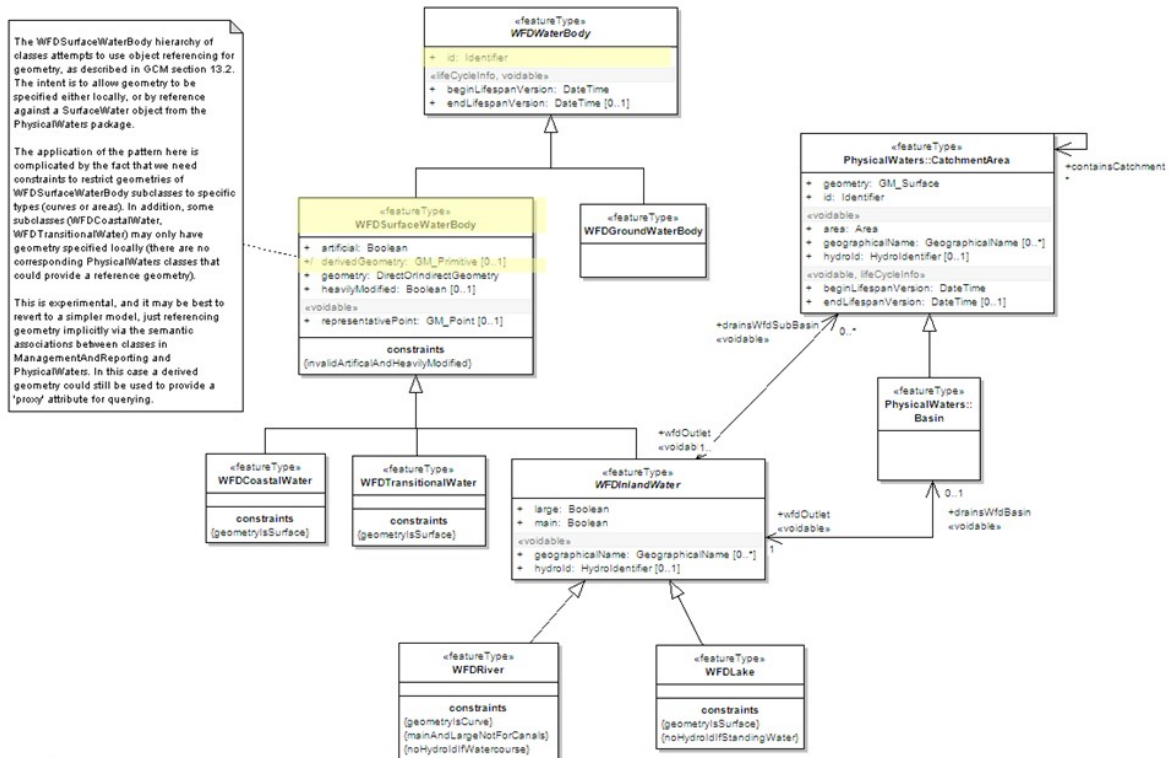 The WFDSurfaceWaterBody hierarchy of
classes attempts to use object referencing for
geometry, as described in GCM section 13.2.
The intent is to allow geometry to be
specified either locally, or by reference
against a SurfaceWater object from the
PhysicalWaters package.
The application of the pattern here is
complicated by the fact that we need
constraints to restrict geometries of
WFDSurfaceWaterBody subclasses to specific
types (curves or areas). In addition, some
subclasses (WFDCoastalWater,
WFDTransitionalWater) may only have
geometry specified locally (there are no
corresponding PhysicalWaters classes that
could provide a reference geometry).
This is experimental, and it may be best to
revert to a simpler model, just referencing
geometry implicitly via the semantic
associations between classes in
ManagementAndReporting and
PhysicalWaters. In this case a derived
geometry could still be used to provide a
'proxy' attribute for querying.
«featureType»
WFDWaterBody
+ id: Identifier
«lifeCycleInfo, voidable»
+ beginLifespanVersion: DateTime
+ endLifespanVersion: DateTime [0..1]
«featureType»
WFDSurfaceWaterBody
+ artificial: Boolean
+/ derivedGeometry: GM_Primitive [0..1]
+ geometry: DirectOrIndirectGeometry
+ heavilyModified: Boolean [0..1]
«voidable»
+ representativePoint: GM_Point [0..1]
constraints
{invalidArtificalAndHeavilyModified}
«featureType»
WFDGroundWaterBody
«featureType»
PhysicalWaters::CatchmentArea
+ geometry: GM_Surface
+ id: Identifier
«voidable»
+ area: Area
+ geographicalName: GeographicalName [0..*]
+ hydroId: HydroIdentifier [0..1]
«voidable, lifeCycleInfo»
+ beginLifespanVersion: DateTime
+ endLifespanVersion: DateTime [0..1]
+containsCatchment
*
+drainsWfdSubBasin
«voidable»
0..*
«featureType»
PhysicalWaters::
Basin
+wfdOutlet
«voidabl
1..
0..1
+drainsWfdBasin
«voidable»
+wfdOutlet
«voidable»
1
«featureType»
WFDCoastalWater
constraints
{geometryIsSurface}
«featureType»
WFDTransitionalWater
constraints
{geometryIsSurface}
«featureType»
WFDInlandWater
+ large: Boolean
+ main: Boolean
«voidable»
+ geographicalName: GeographicalName [0..*]
+ hydroId: HydroIdentifier [0..1]
«featureType»
WFDRiver
constraints
{geometryIsCurve}
{mainAndLargeNotForCanals}
{noHydroIdIfWatercourse}
«featureType»
WFDLake
constraints
{geometryIsSurface}
{noHydroIdIfStandingWater}